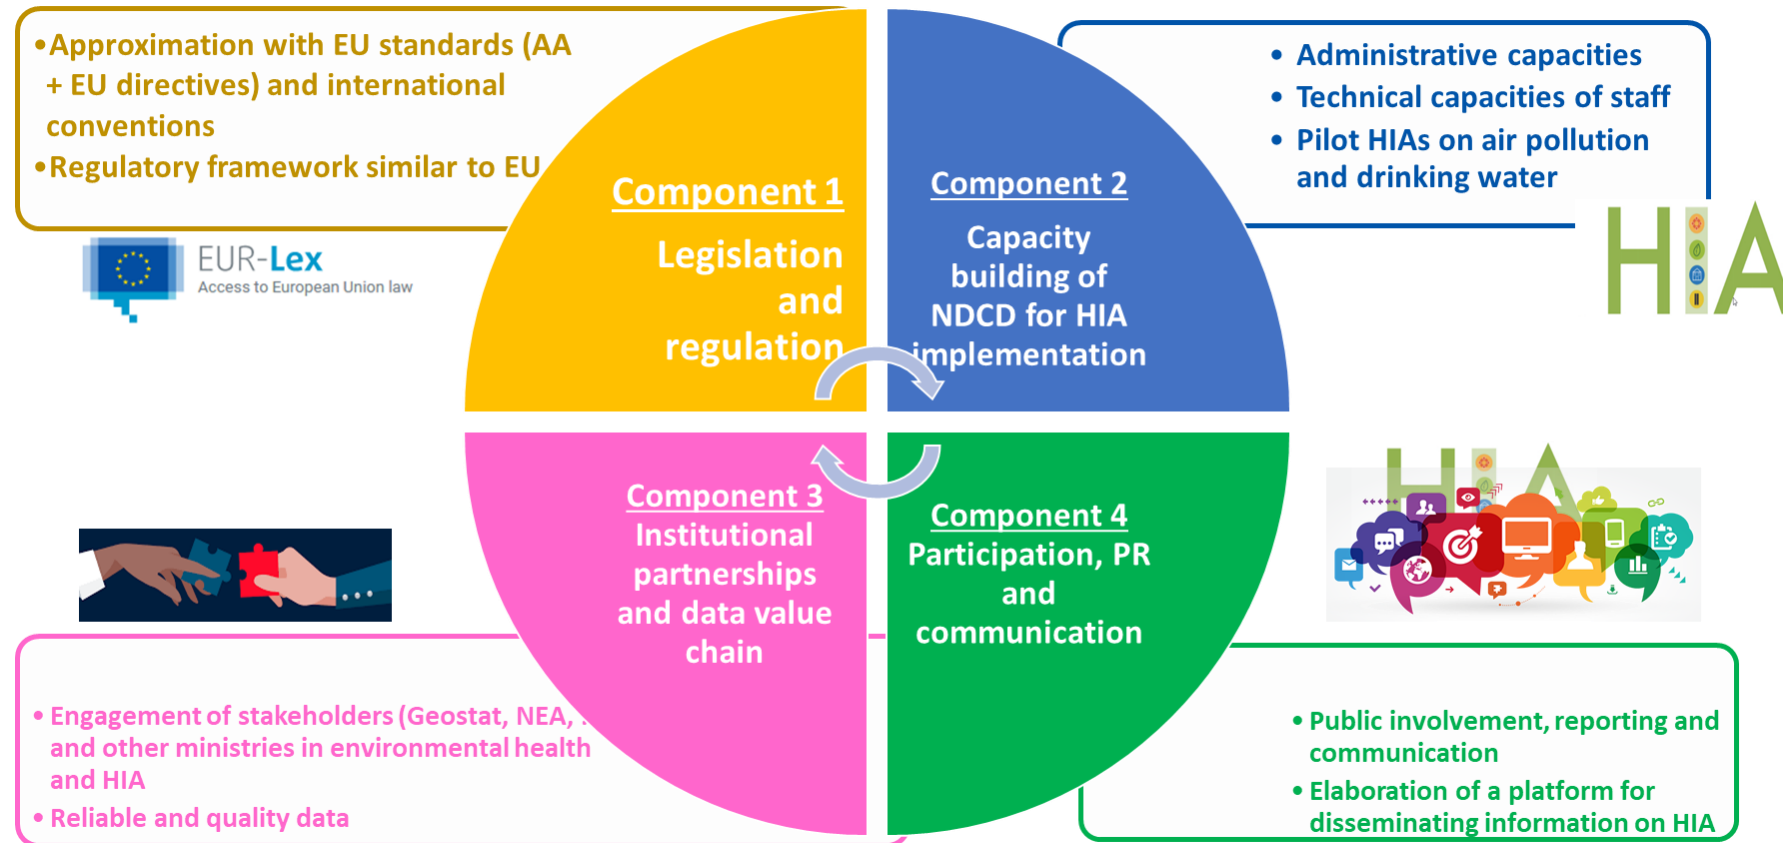 •Approximation with EU standards (AA
+ EU directives) and international
conventions
•Regulatory framework similar to EU
EUR-Lex
Access to European Union law
Component 1
Legislation
and
regulation
Component 2
Capacity
building of
NDCD for HIA
implementation
• Administrative capacities
• Technical capacities of staff
• Pilot HIAs on air pollution
and drinking water
HIA
Component 3
Institutional
partnerships
and data value
chain
• Engagement of stakeholders (Geostat, NEA,
and other ministries in environmental health
and HIA
• Reliable and quality data
Component 4
Participation, PR
and
communication
HIA
• Public involvement, reporting and
communication
• Elaboration of a platform for
disseminating information on HIA